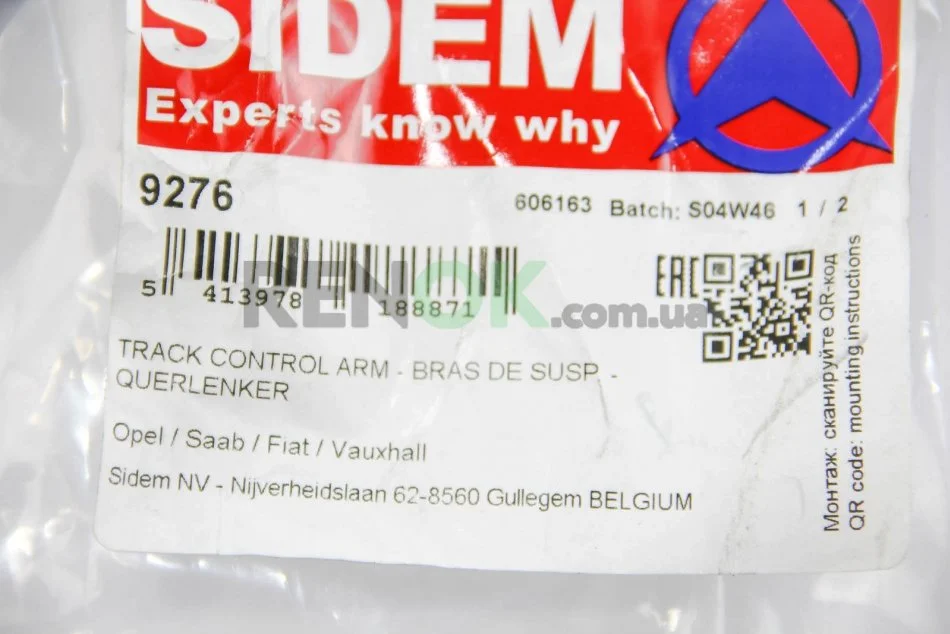 SIDEM
Experts know why
9276
606163 Batch: S04W46 1 / 2
5 413978 188871
EAC
RENOK.com.ua
TRACK CONTROL ARM - BRAS DE SUSP. -
QUERLENKER
Opel / Saab / Fiat / Vauxhall
Sidem NV - Nijverheidslaan 62-8560 Gullegem BELGIUM
Монтаж: сканируйте QR-код
QR code: mounting instructions